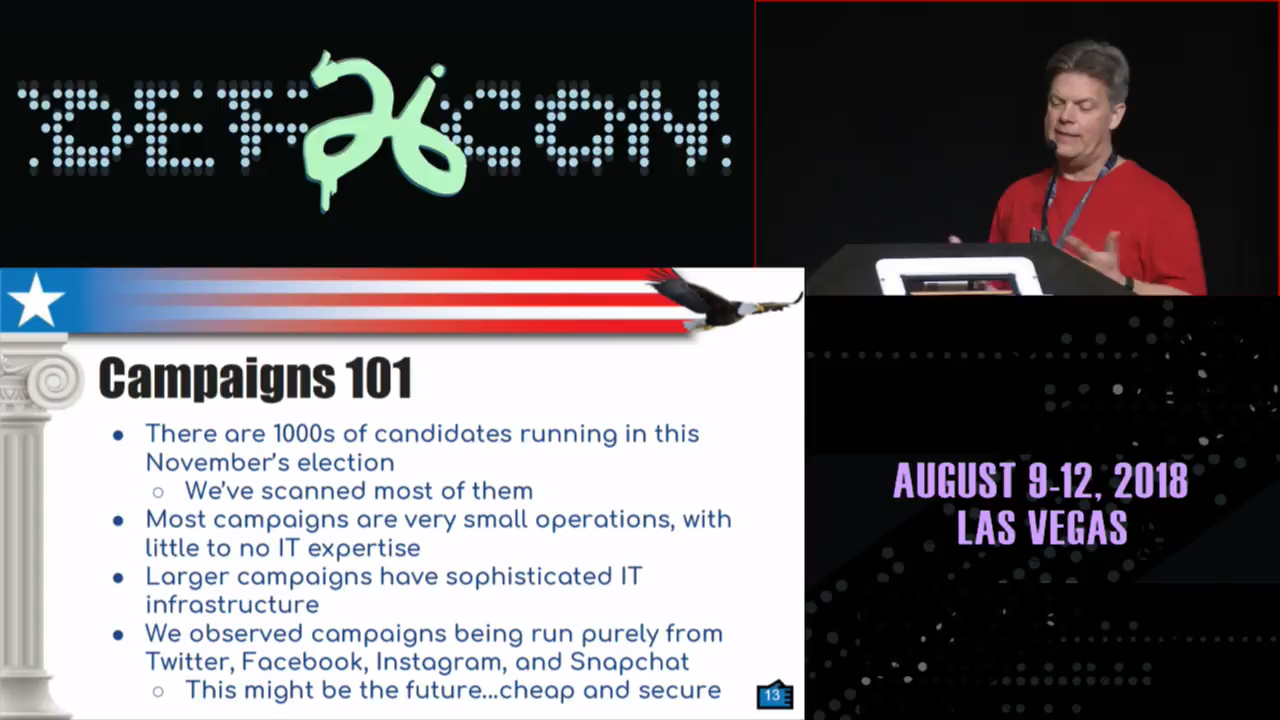 DEF 26 CON
Campaigns 101
● There are 1000s of candidates running in this
November's election
○ We've scanned most of them
● Most campaigns are very small operations, with
little to no IT expertise
● Larger campaigns have sophisticated IT
infrastructure
● We observed campaigns being run purely from
Twitter, Facebook, Instagram, and Snapchat
○ This might be the future...cheap and secure
13
AUGUST 9-12, 2018
LAS VEGAS